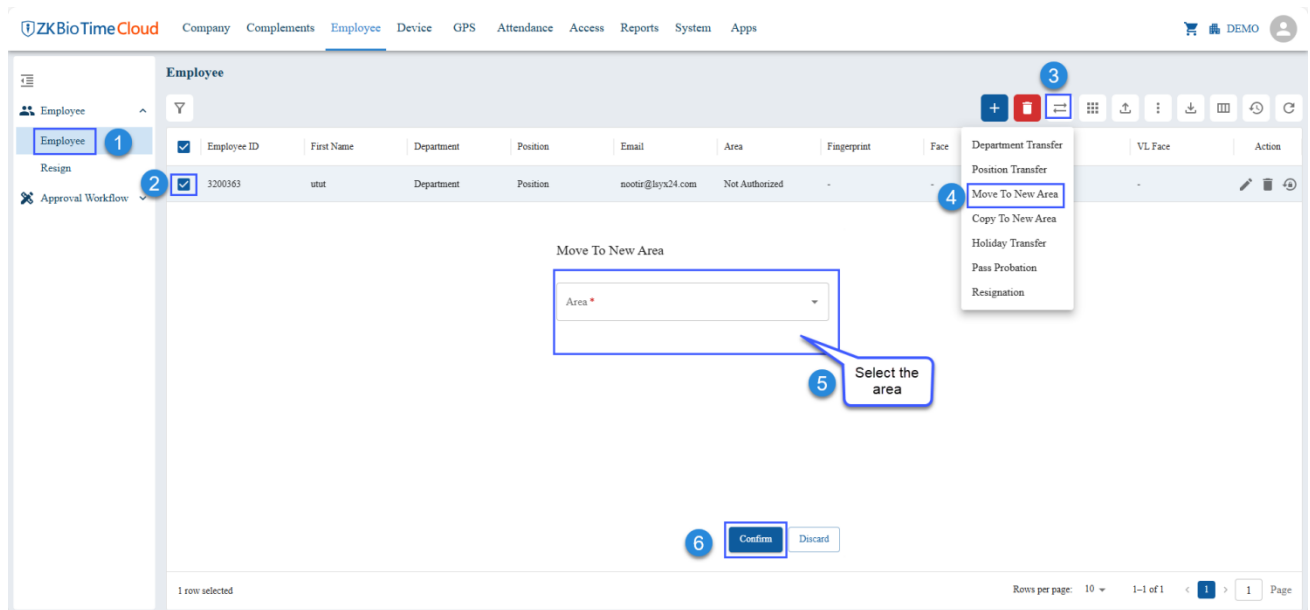 ZKBioTime Cloud Company Complements Employee Device GPS Attendance Access Reports System Apps DEMO
Employee
3
Employee
Employee 1
Employee ID First Name Department Position Email Area Fingerprint Face VL Face Action
Department Transfer
Resign
2 3200363 utut Department Position nootir@lsyx24.com Not Authorized - - -
Position Transfer
Approval Workflow
4 Move To New Area
Copy To New Area
Holiday Transfer
Pass Probation
Resignation
Move To New Area
Area *
5 Select the
area
6 Confirm Discard
1 row selected Rows per page: 10 1–1 of 1 < 1 > 1 Page